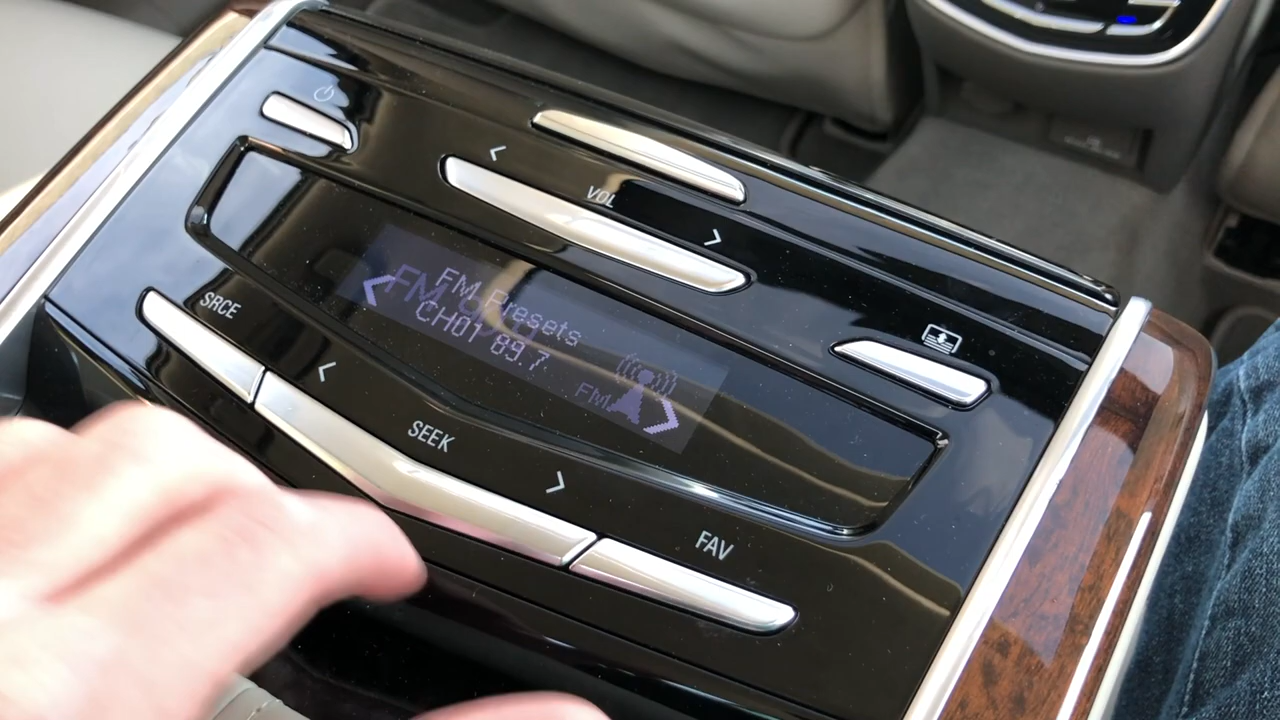 VOL
FM Presets
CH01 89.7
FM
SRCE
SEEK
FAV